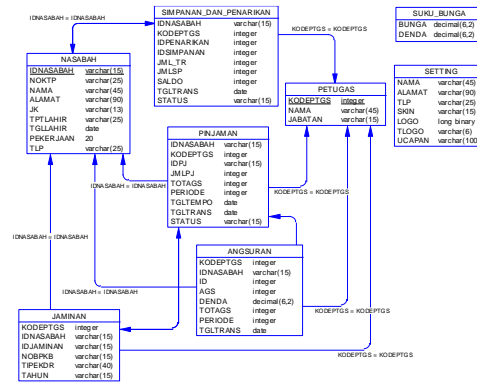 IDNASABAH = IDNASABAH
SIMPANAN_DAN_PENARIKAN
IDNASABAH varchar(15)
KODEPTGS integer
IDPENARIKAN integer
IDSIMPANAN integer
JML_TR integer
JMLSP integer
SALDO integer
TGLTRANS date
STATUS varchar(15)
KODEPTGS = KODEPTGS
SUKU_BUNGA
BUNGA decimal(6,2)
DENDA decimal(6,2)
NASABAH
IDNASABAH varchar(15)
NOKTP varchar(25)
NAMA varchar(45)
ALAMAT varchar(90)
JK varchar(13)
TPTLAHIR varchar(25)
TGLLAHIR date
PEKERJAAN 20
TLP varchar(25)
PETUGAS
KODEPTGS integer
NAMA varchar(45)
JABATAN varchar(15)
SETTING
NAMA varchar(45)
ALAMAT varchar(90)
TLP varchar(25)
SKIN varchar(15)
LOGO long binary
TLOGO varchar(6)
UCAPAN varchar(100)
PINJAMAN
IDNASABAH varchar(15)
KODEPTGS integer
IDPJ varchar(15)
JMLPJ integer
TOTAGS integer
PERIODE integer
TGLTEMPO date
TGLTRANS date
STATUS varchar(15)
IDNASABAH = IDNASABAH
KODEPTGS = KODEPTGS
IDNASABAH = IDNASABAH
ANGSURAN
KODEPTGS integer
IDNASABAH varchar(15)
ID integer
AGS integer
DENDA decimal(6,2)
TOTAGS integer
PERIODE integer
TGLTRANS date
IDNASABAH = IDNASABAH
KODEPTGS = KODEPTGS
JAMINAN
KODEPTGS integer
IDNASABAH varchar(15)
IDJAMINAN varchar(15)
NOBPKB varchar(15)
TIPEKDR varchar(40)
TAHUN varchar(15)
KODEPTGS = KODEPTGS